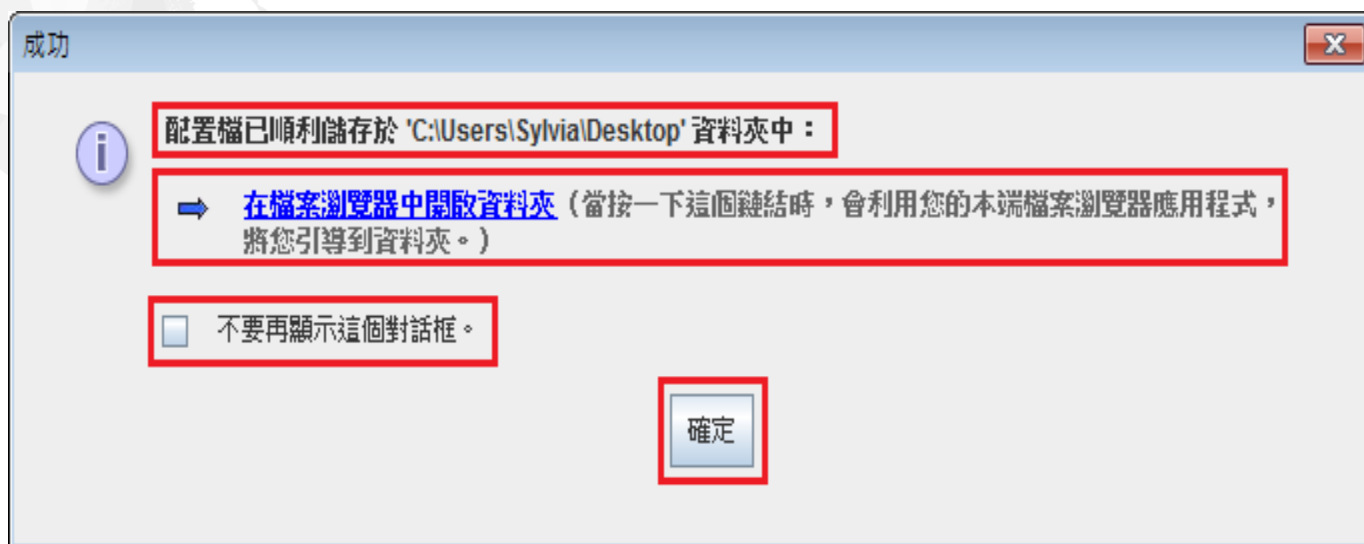 成功
配置檔已順利儲存於 'C:\Users\Sylvia\Desktop' 資料夾中：
在檔案瀏覽器中開啟資料夾（當按一下這個鏈結時，會利用您的本端檔案瀏覽器應用程式，
將您引導到資料夾。）
不要再顯示這個對話框。
確定